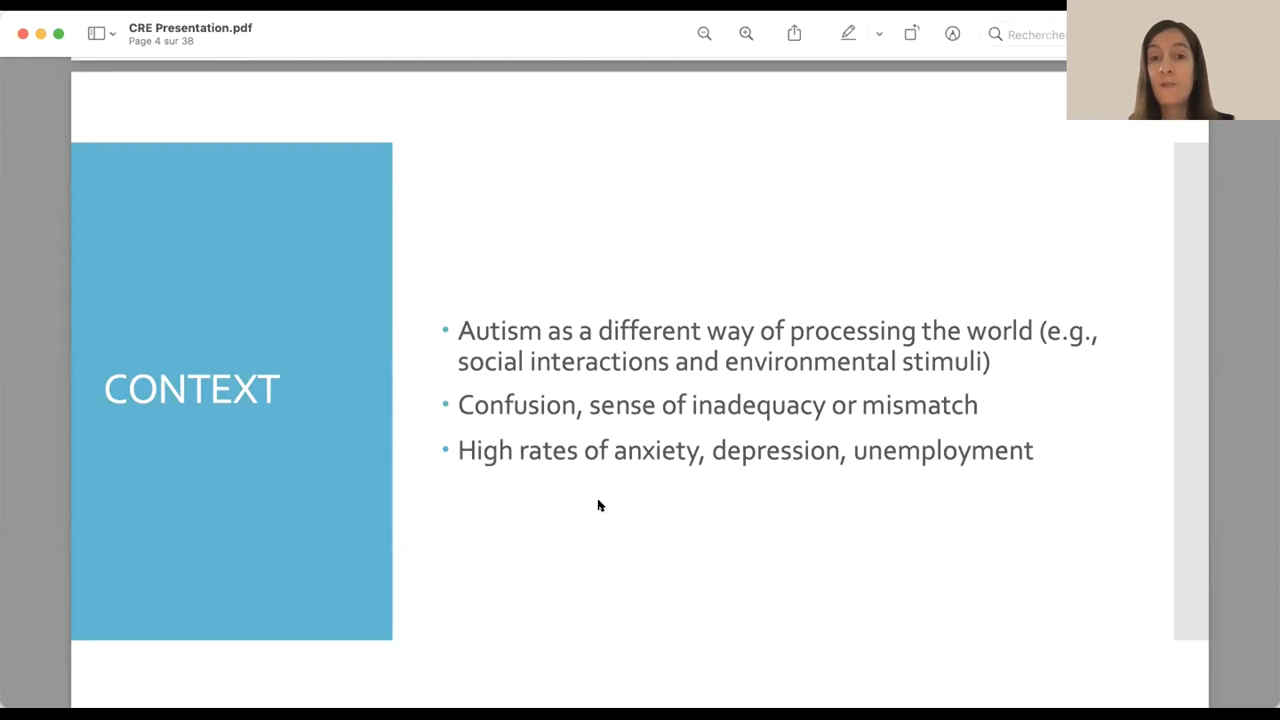 CRE Presentation.pdf
Page 4 sur 38
Recherche
CONTEXT
• Autism as a different way of processing the world (e.g.,
social interactions and environmental stimuli)
• Confusion, sense of inadequacy or mismatch
• High rates of anxiety, depression, unemployment